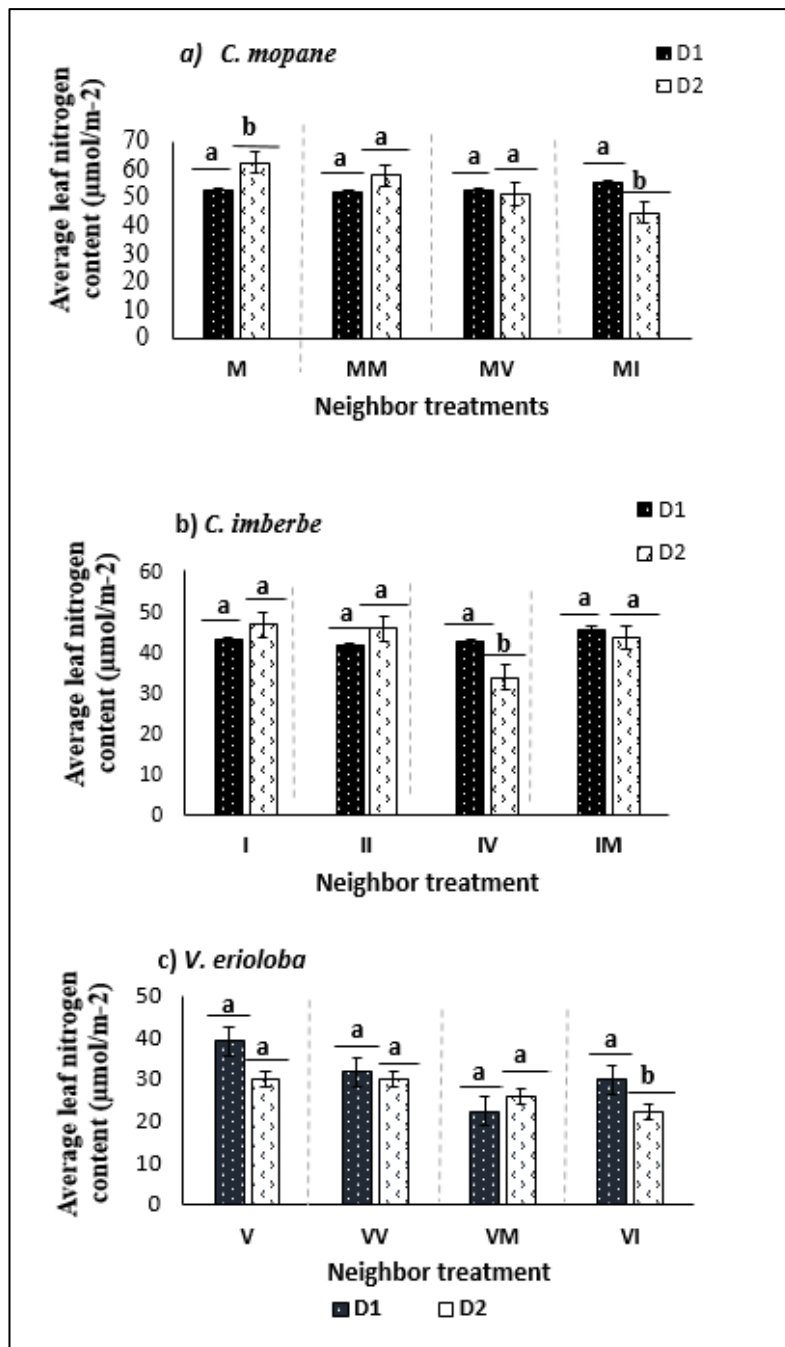 a) C. mopane
D1
D2
Average leaf nitrogen
content (µmol/m-2)
70
60
50
40
30
20
10
0
a b a a a a a b
M MM MV MI
Neighbor treatments
b) C. imberbe
D1
D2
Average leaf nitrogen
content (µmol/m-2)
60
50
40
30
20
10
0
a a a a a b a a
I II IV IM
Neighbor treatment
c) V. erioloba
Average leaf nitrogen
content (µmol/m-2)
50
40
30
20
10
0
a a a a a a a b
V VV VM VI
Neighbor treatment
D1 D2